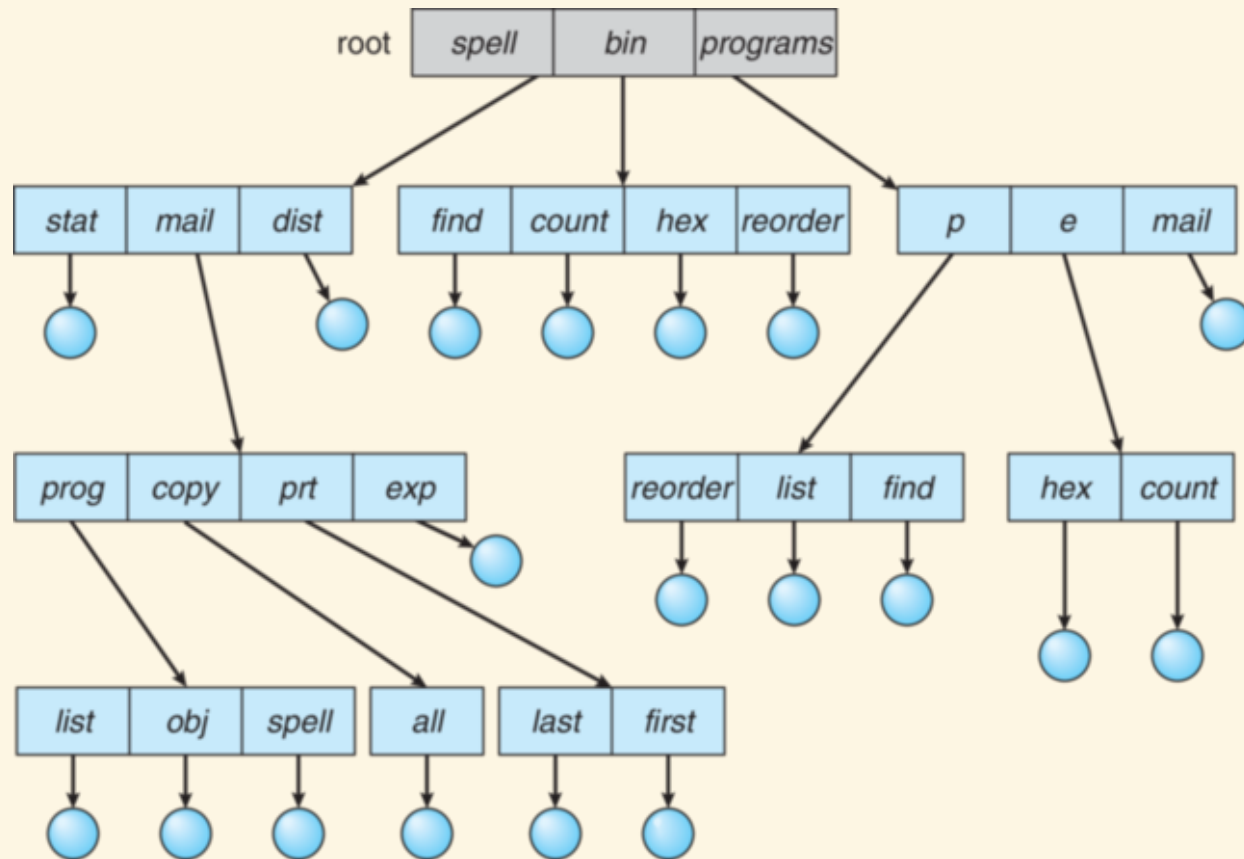 root spell bin programs
stat mail dist find count hex reorder p e mail
prog copy prt exp reorder list find hex count
list obj spell all last first